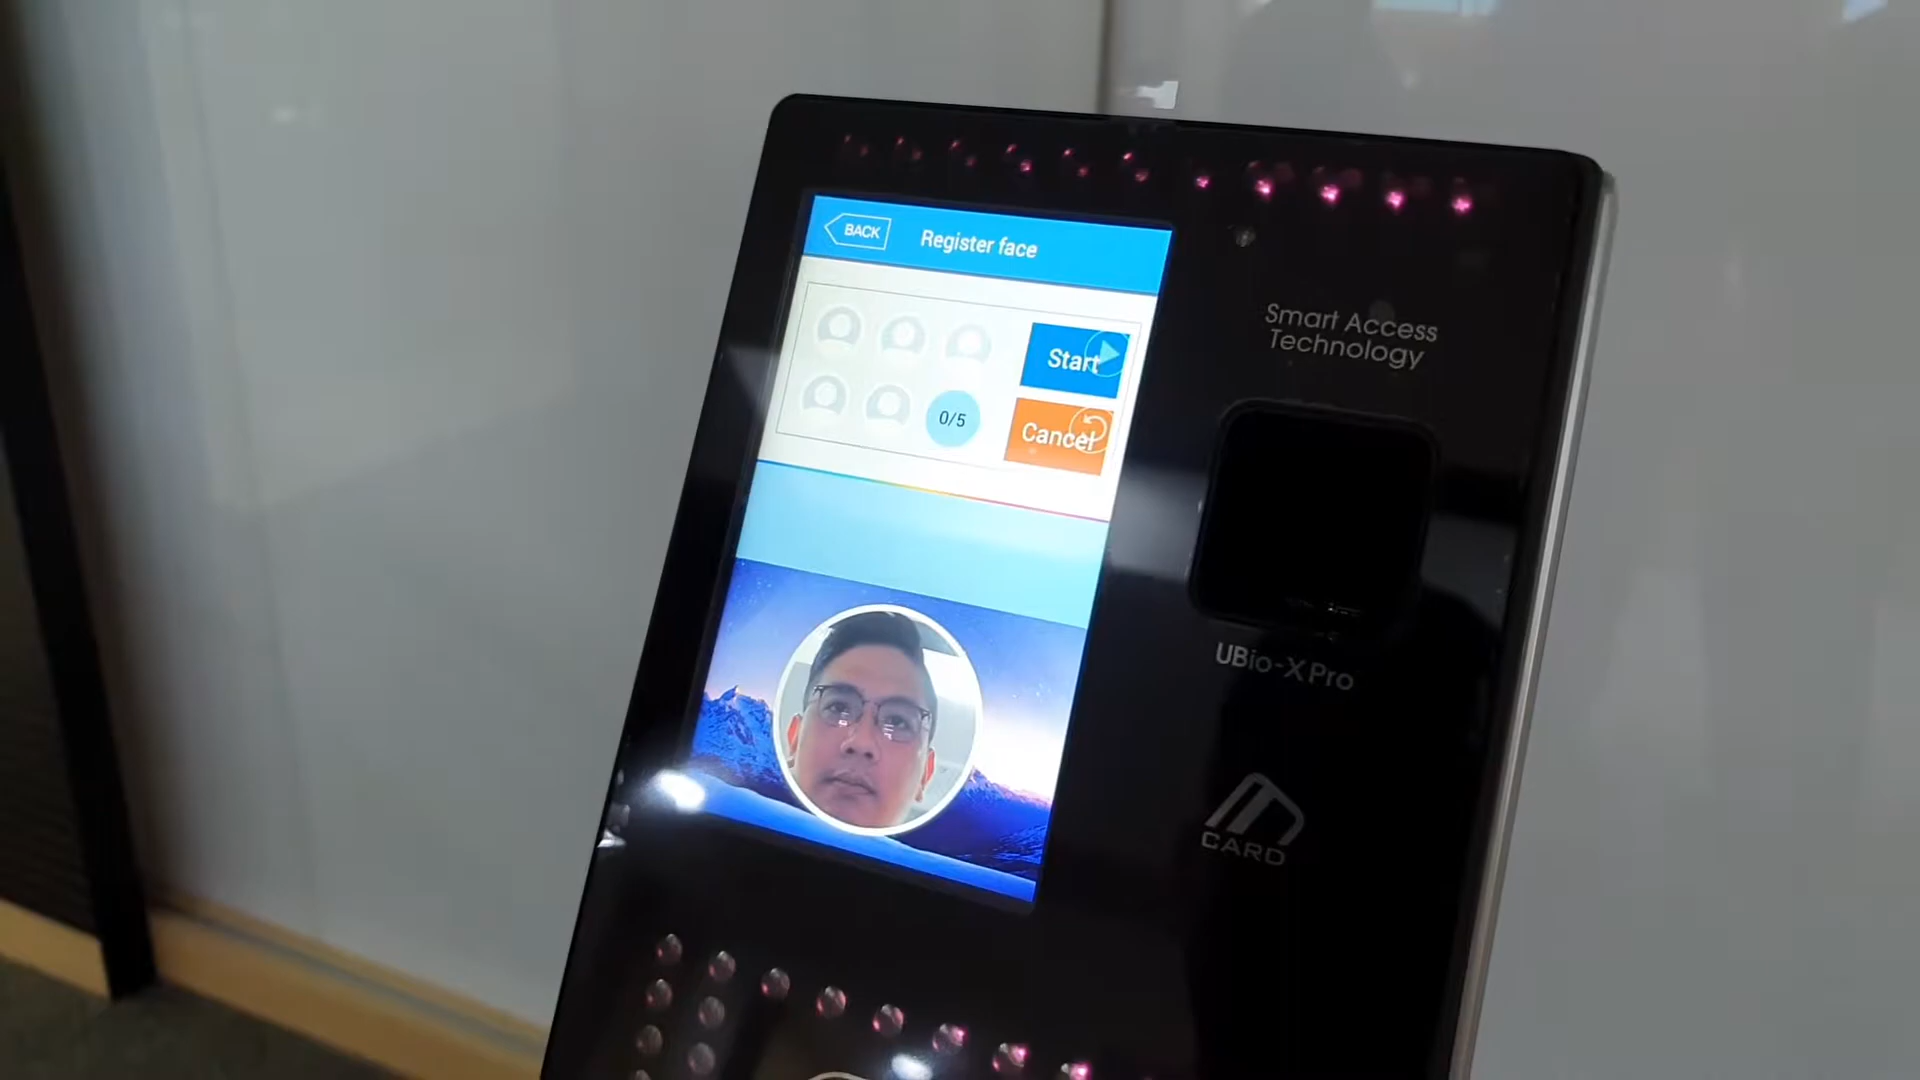 BACK
Register face
Start
0/5
Cancel
Smart Access
Technology
UBio-X Pro
CARD